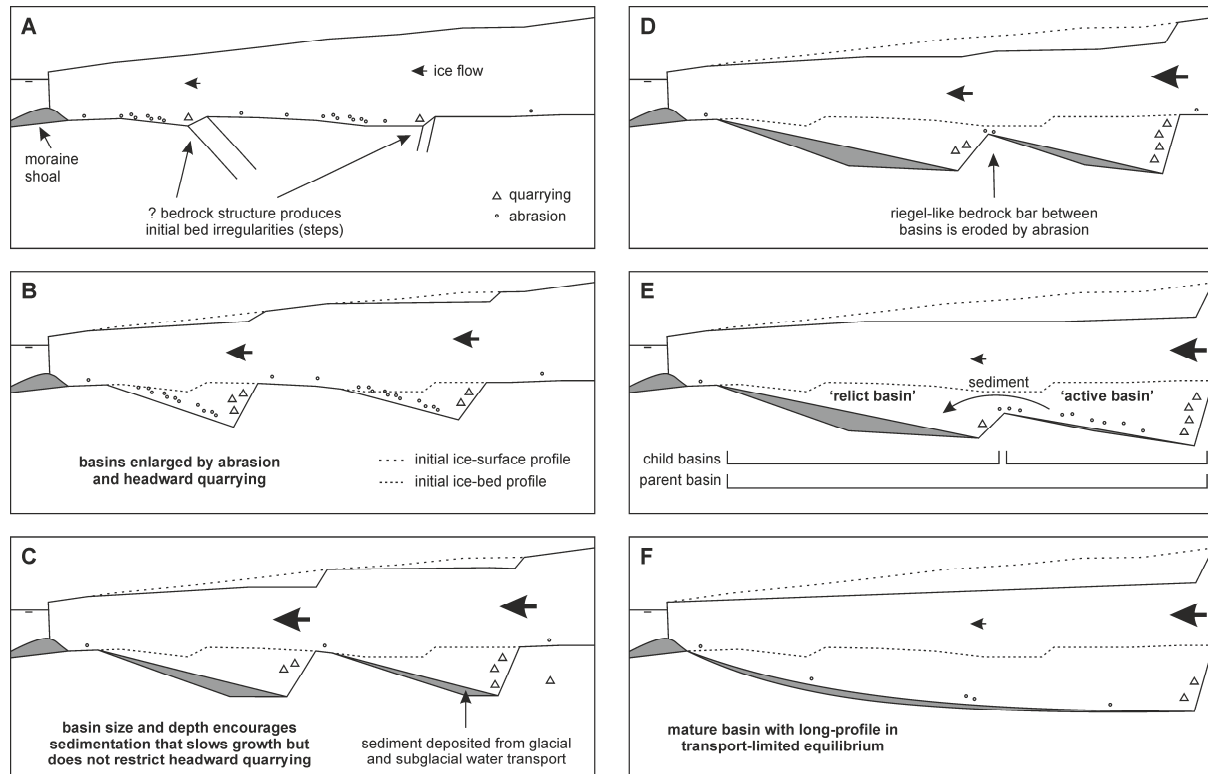 A
ice flow
moraine
shoal
? bedrock structure produces
initial bed irregularities (steps)
quarrying
abrasion
B
basins enlarged by abrasion
and headward quarrying
initial ice-surface profile
initial ice-bed profile
C
basin size and depth encourages
sedimentation that slows growth but
does not restrict headward quarrying
sediment deposited from glacial
and subglacial water transport
D
riegel-like bedrock bar between
basins is eroded by abrasion
E
sediment
'relict basin'
'active basin'
child basins
parent basin
F
mature basin with long-profile in
transport-limited equilibrium